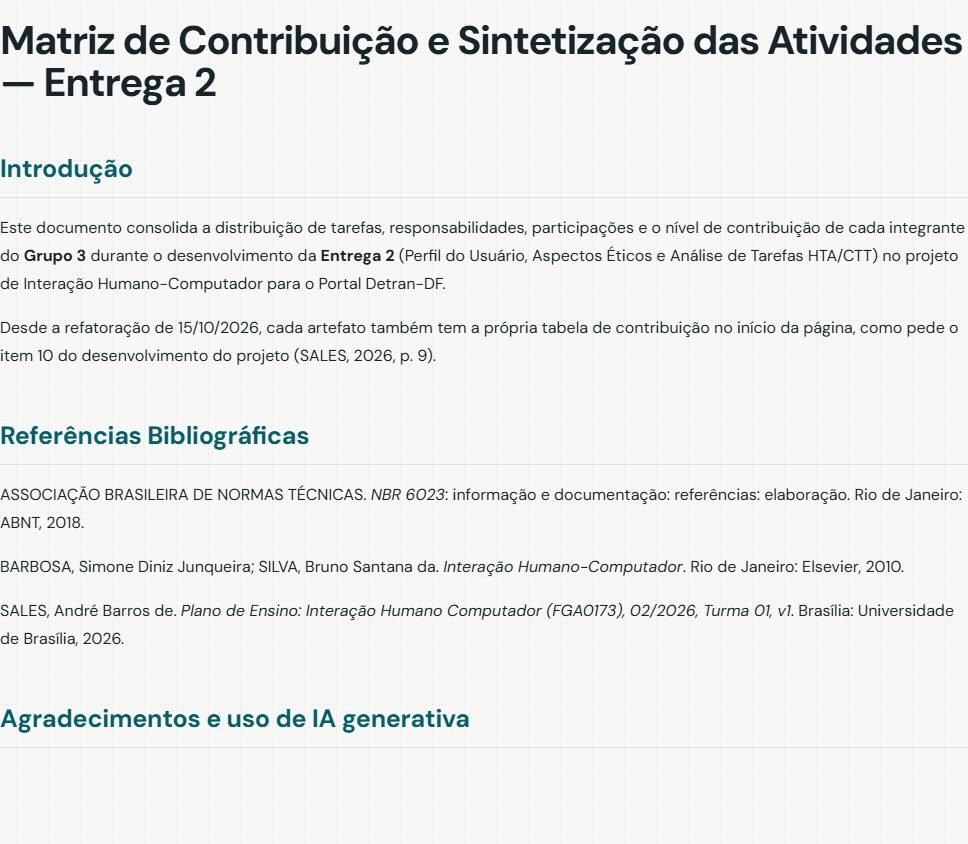 Matriz de Contribuição e Sintetização das Atividades
— Entrega 2
Introdução
Este documento consolida a distribuição de tarefas, responsabilidades, participações e o nível de contribuição de cada integrante
do Grupo 3 durante o desenvolvimento da Entrega 2 (Perfil do Usuário, Aspectos Éticos e Análise de Tarefas HTA/CTT) no projeto
de Interação Humano-Computador para o Portal Detran-DF.
Desde a refatoração de 15/10/2026, cada artefato também tem a própria tabela de contribuição no início da página, como pede o
item 10 do desenvolvimento do projeto (SALES, 2026, p. 9).
Referências Bibliográficas
ASSOCIAÇÃO BRASILEIRA DE NORMAS TÉCNICAS. NBR 6023: informação e documentação: referências: elaboração. Rio de Janeiro:
ABNT, 2018.
BARBOSA, Simone Diniz Junqueira; SILVA, Bruno Santana da. Interação Humano-Computador. Rio de Janeiro: Elsevier, 2010.
SALES, André Barros de. Plano de Ensino: Interação Humano Computador (FGA0173), 02/2026, Turma 01, v1. Brasília: Universidade
de Brasília, 2026.
Agradecimentos e uso de IA generativa